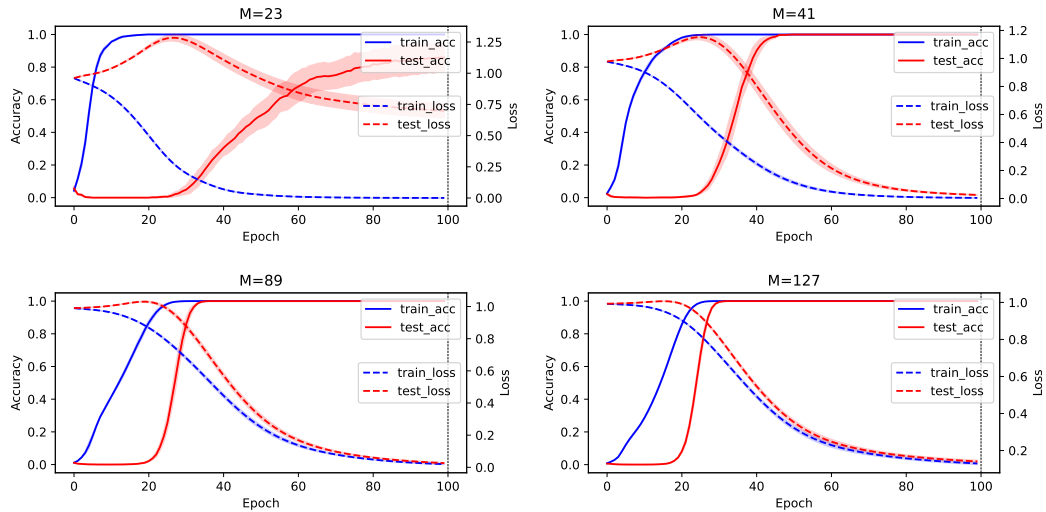 M=23
Accuracy
1.0
0.8
0.6
0.4
0.2
0.0
0
20
40
60
80
100
Epoch
1.25
1.00
0.75
0.50
0.25
0.00
Loss
train_acc
test_acc
train_loss
test_loss
M=41
Accuracy
1.0
0.8
0.6
0.4
0.2
0.0
0
20
40
60
80
100
Epoch
1.2
1.0
0.8
0.6
0.4
0.2
0.0
Loss
train_acc
test_acc
train_loss
test_loss
M=89
Accuracy
1.0
0.8
0.6
0.4
0.2
0.0
0
20
40
60
80
100
Epoch
1.0
0.8
0.6
0.4
0.2
0.0
Loss
train_acc
test_acc
train_loss
test_loss
M=127
Accuracy
1.0
0.8
0.6
0.4
0.2
0.0
0
20
40
60
80
100
Epoch
1.0
0.8
0.6
0.4
0.2
Loss
train_acc
test_acc
train_loss
test_loss